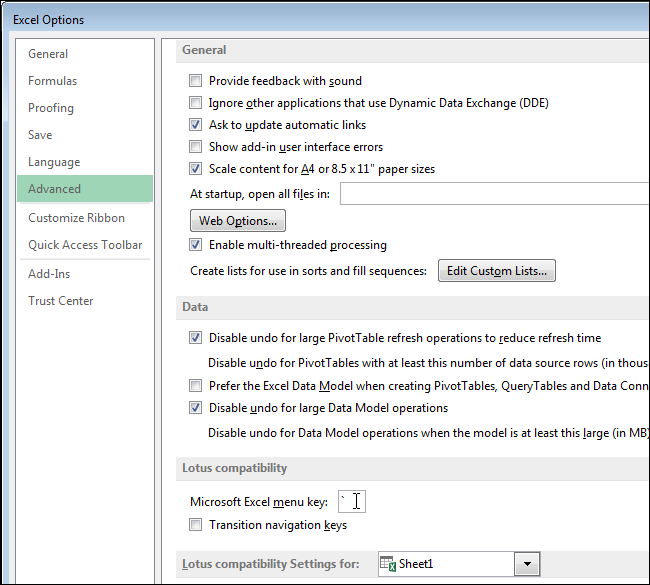 Excel Options
General
Formulas
Proofing
Save
Language
Advanced
Customize Ribbon
Quick Access Toolbar
Add-Ins
Trust Center
General
Provide feedback with sound
Ignore other applications that use Dynamic Data Exchange (DDE)
Ask to update automatic links
Show add-in user interface errors
Scale content for A4 or 8.5 x 11" paper sizes
At startup, open all files in:
Web Options...
Enable multi-threaded processing
Create lists for use in sorts and fill sequences: Edit Custom Lists...
Data
Disable undo for large PivotTable refresh operations to reduce refresh time
Disable undo for PivotTables with at least this number of data source rows (in thous
Prefer the Excel Data Model when creating PivotTables, QueryTables and Data Conn
Disable undo for large Data Model operations
Disable undo for Data Model operations when the model is at least this large (in MB)
Lotus compatibility
Microsoft Excel menu key: `
Transition navigation keys
Lotus compatibility Settings for: Sheet1